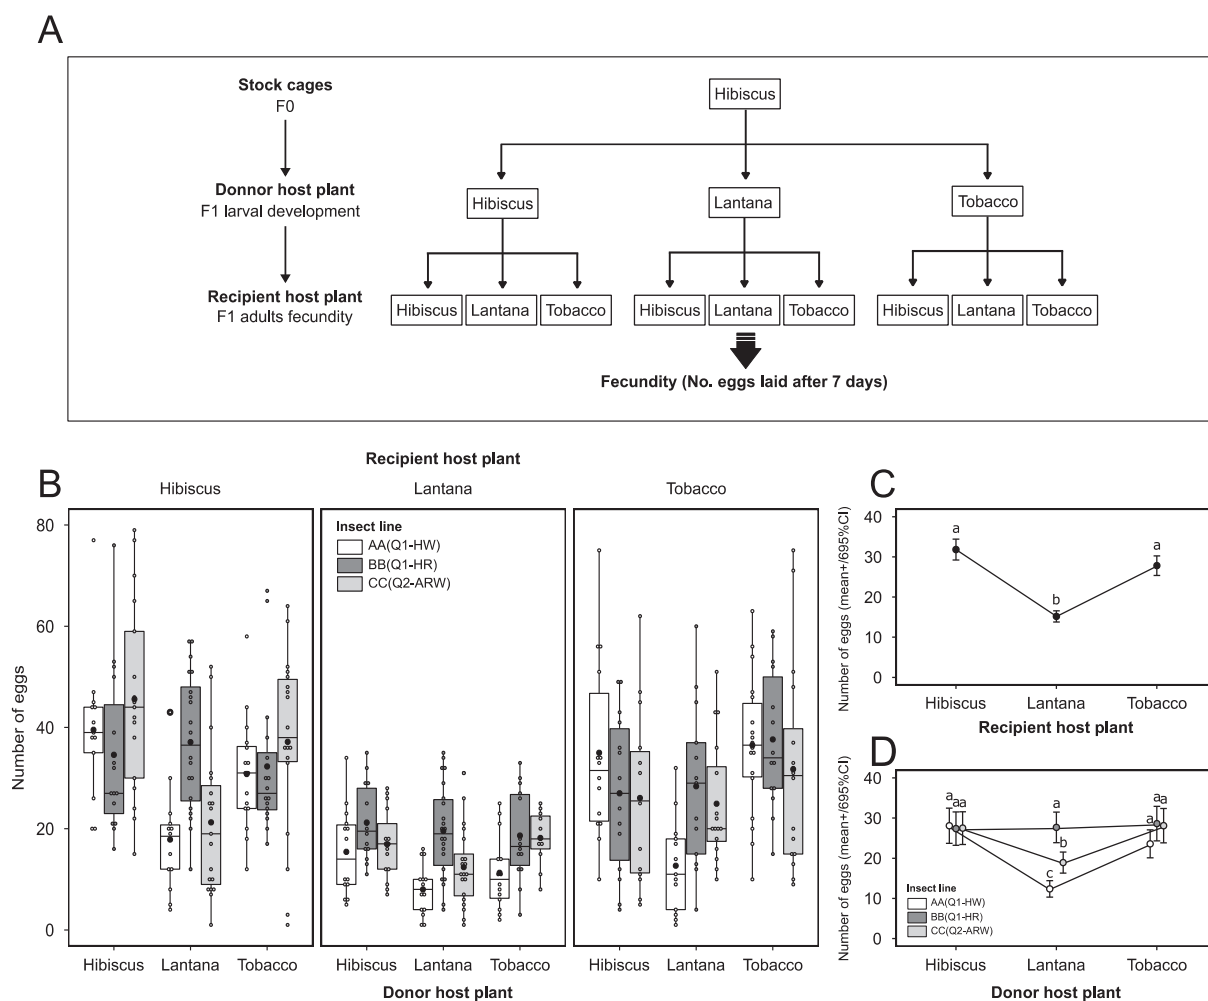 A
Stock cages
F0
Hibiscus
Donnor host plant
F1 larval development
Hibiscus
Lantana
Tobacco
Recipient host plant
F1 adults fecundity
Hibiscus Lantana Tobacco
Hibiscus Lantana Tobacco
Hibiscus Lantana Tobacco
Fecundity (No. eggs laid after 7 days)
B
Recipient host plant
Hibiscus Lantana Tobacco
Number of eggs
80
60
40
20
0
Insect line
AA(Q1-HW)
BB(Q1-HR)
CC(Q2-ARW)
Hibiscus Lantana Tobacco
Hibiscus Lantana Tobacco
Hibiscus Lantana Tobacco
Donor host plant
C
Number of eggs (mean+/695%CI)
40
30
20
10
0
a
b
a
Hibiscus Lantana Tobacco
Recipient host plant
D
Number of eggs (mean+/695%CI)
40
30
20
10
0
a a a
a
b
c
a a a
Insect line
AA(Q1-HW)
BB(Q1-HR)
CC(Q2-ARW)
Hibiscus Lantana Tobacco
Donor host plant